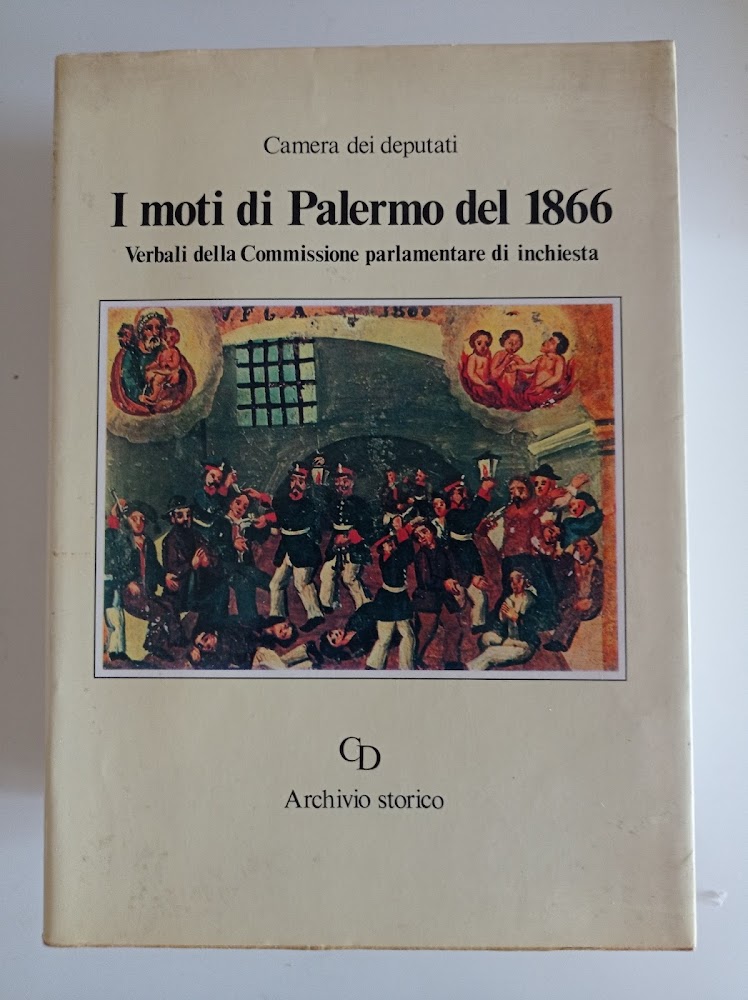 Camera dei deputati
I moti di Palermo del 1866
Verbali della Commissione parlamentare di inchiesta
CD
Archivio storico